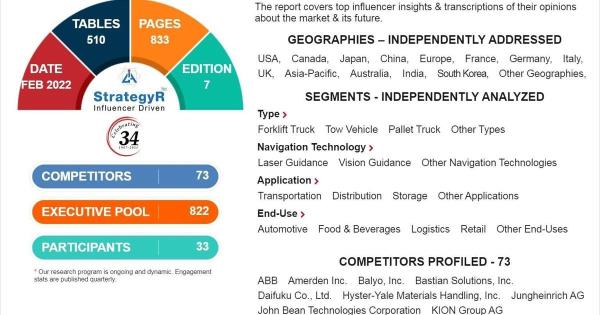 TABLES
510
PAGES
833
DATE
FEB 2022
EDITION
7
StrategyR
TM
Influencer Driven
Celebrating
34
1987-2021
COMPETITORS 73
EXECUTIVE POOL 822
PARTICIPANTS 33
* Our research program is ongoing and dynamic. Engagement
stats are published quarterly.
The report covers top influencer insights & transcriptions of their opinions
about the market & its future.
GEOGRAPHIES – INDEPENDENTLY ADDRESSED
USA, Canada, Japan, China, Europe, France, Germany, Italy,
UK, Asia-Pacific, Australia, India, South Korea, Other Geographies,
SEGMENTS - INDEPENDENTLY ANALYZED
Type >
Forklift Truck Tow Vehicle Pallet Truck Other Types
Navigation Technology >
Laser Guidance Vision Guidance Other Navigation Technologies
Application >
Transportation Distribution Storage Other Applications
End-Use >
Automotive Food & Beverages Logistics Retail Other End-Uses
COMPETITORS PROFILED - 73
ABB Amerden Inc. Balyo, Inc. Bastian Solutions, Inc.
Daifuku Co., Ltd. Hyster-Yale Materials Handling, Inc. Jungheinrich AG
John Bean Technologies Corporation KION Group AG